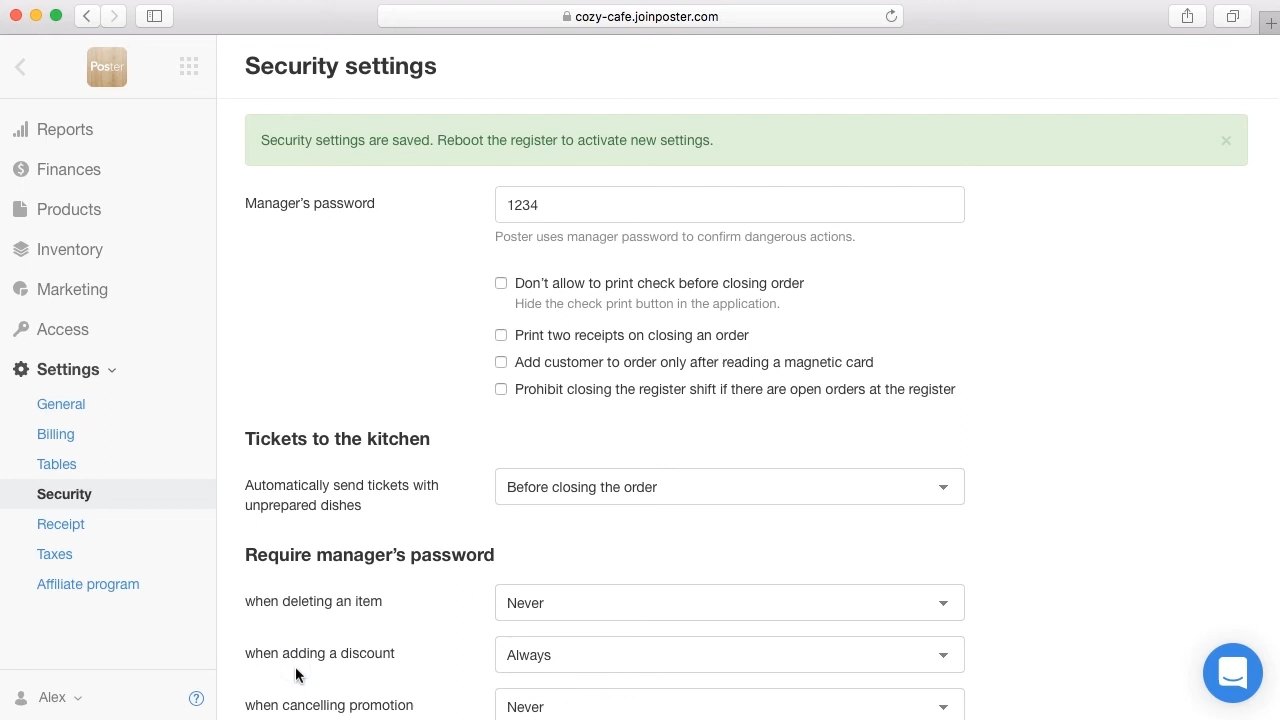 cozy-cafe.joinposter.com
Poster
Security settings
Security settings are saved. Reboot the register to activate new settings.
Reports
Finances
Products
Inventory
Marketing
Access
Settings
General
Billing
Tables
Security
Receipt
Taxes
Affiliate program
Alex
?
Manager's password
1234
Poster uses manager password to confirm dangerous actions.
Don't allow to print check before closing order
Hide the check print button in the application.
Print two receipts on closing an order
Add customer to order only after reading a magnetic card
Prohibit closing the register shift if there are open orders at the register
Tickets to the kitchen
Automatically send tickets with
unprepared dishes
Before closing the order
Require manager's password
when deleting an item
Never
when adding a discount
Always
when cancelling promotion
Never